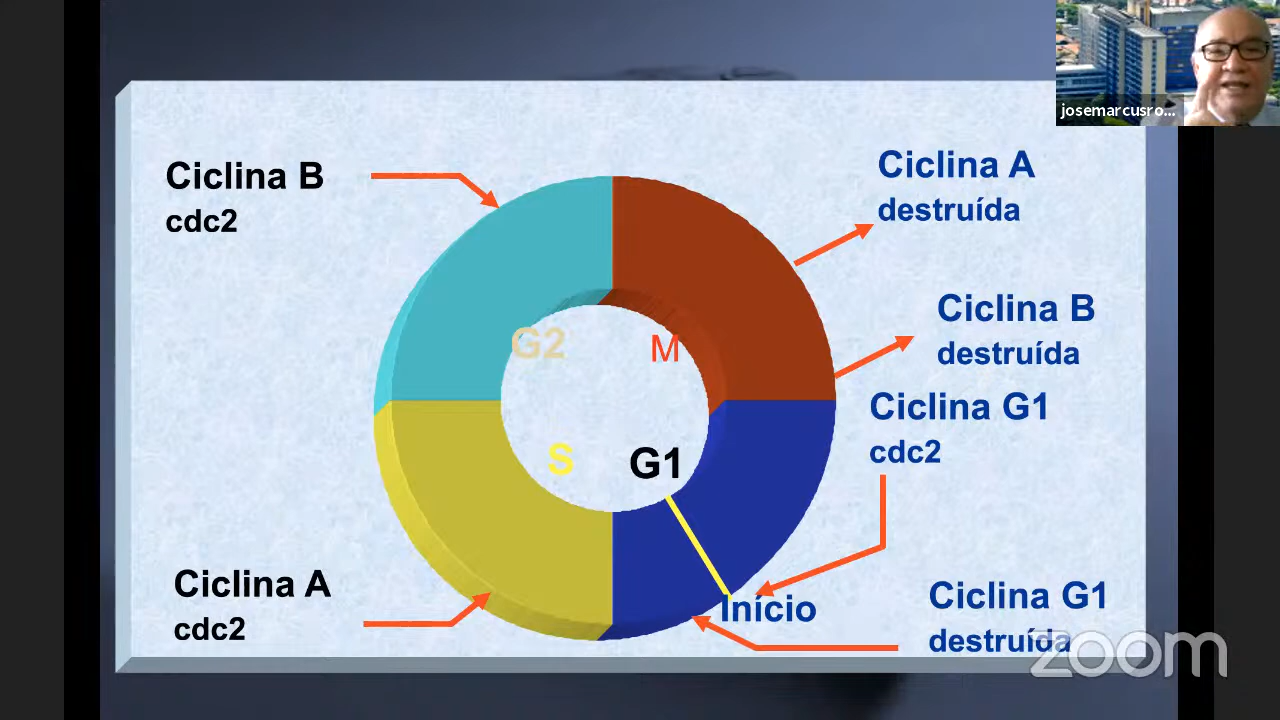 josemarcusro...
Ciclina B
cdc2
Ciclina A
destruída
Ciclina B
destruída
Ciclina G1
cdc2
G2
M
S
G1
Ciclina A
cdc2
Início
Ciclina G1
destruída
zoom